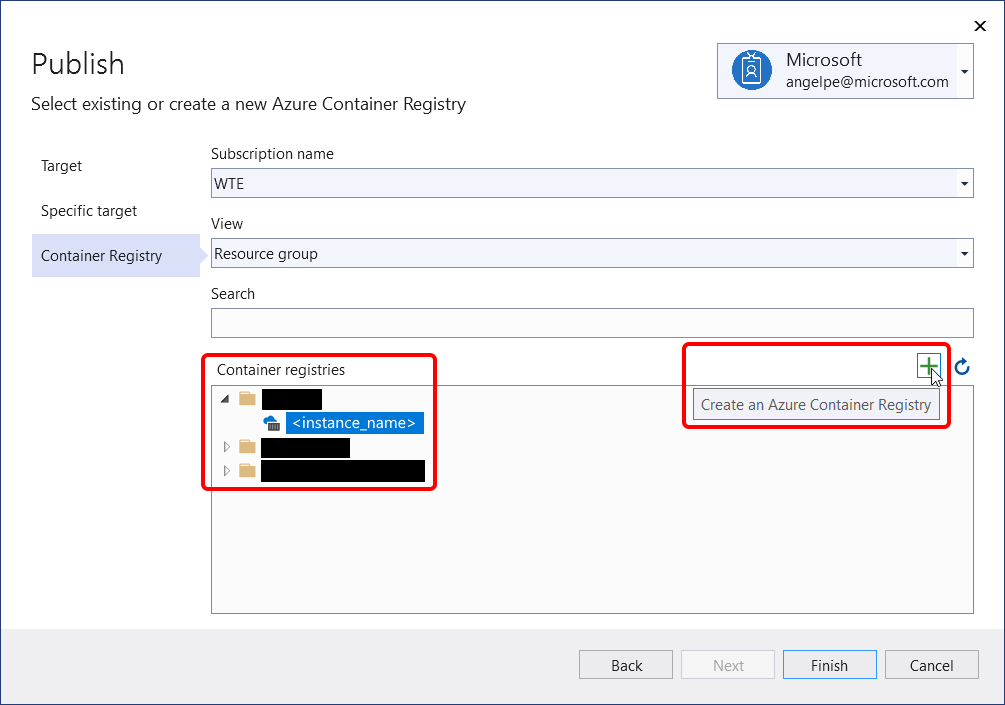 Publish
Select existing or create a new Azure Container Registry
Microsoft
angelpe@microsoft.com
Target
Specific target
Container Registry
Subscription name
WTE
View
Resource group
Search
Container registries
Create an Azure Container Registry
<instance_name>
Back
Next
Finish
Cancel